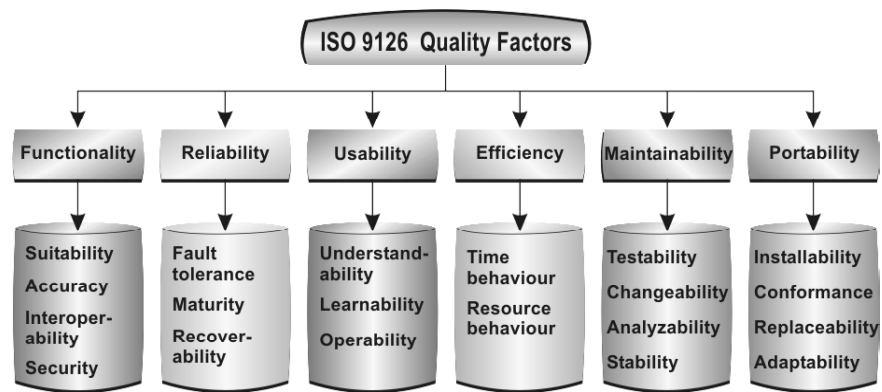 ISO 9126 Quality Factors
Functionality
Reliability
Usability
Efficiency
Maintainability
Portability
Suitability
Accuracy
Interoper-
ability
Security
Fault
tolerance
Maturity
Recover-
ability
Understand-
ability
Learnability
Operability
Time
behaviour
Resource
behaviour
Testability
Changeability
Analyzability
Stability
Installability
Conformance
Replaceability
Adaptability